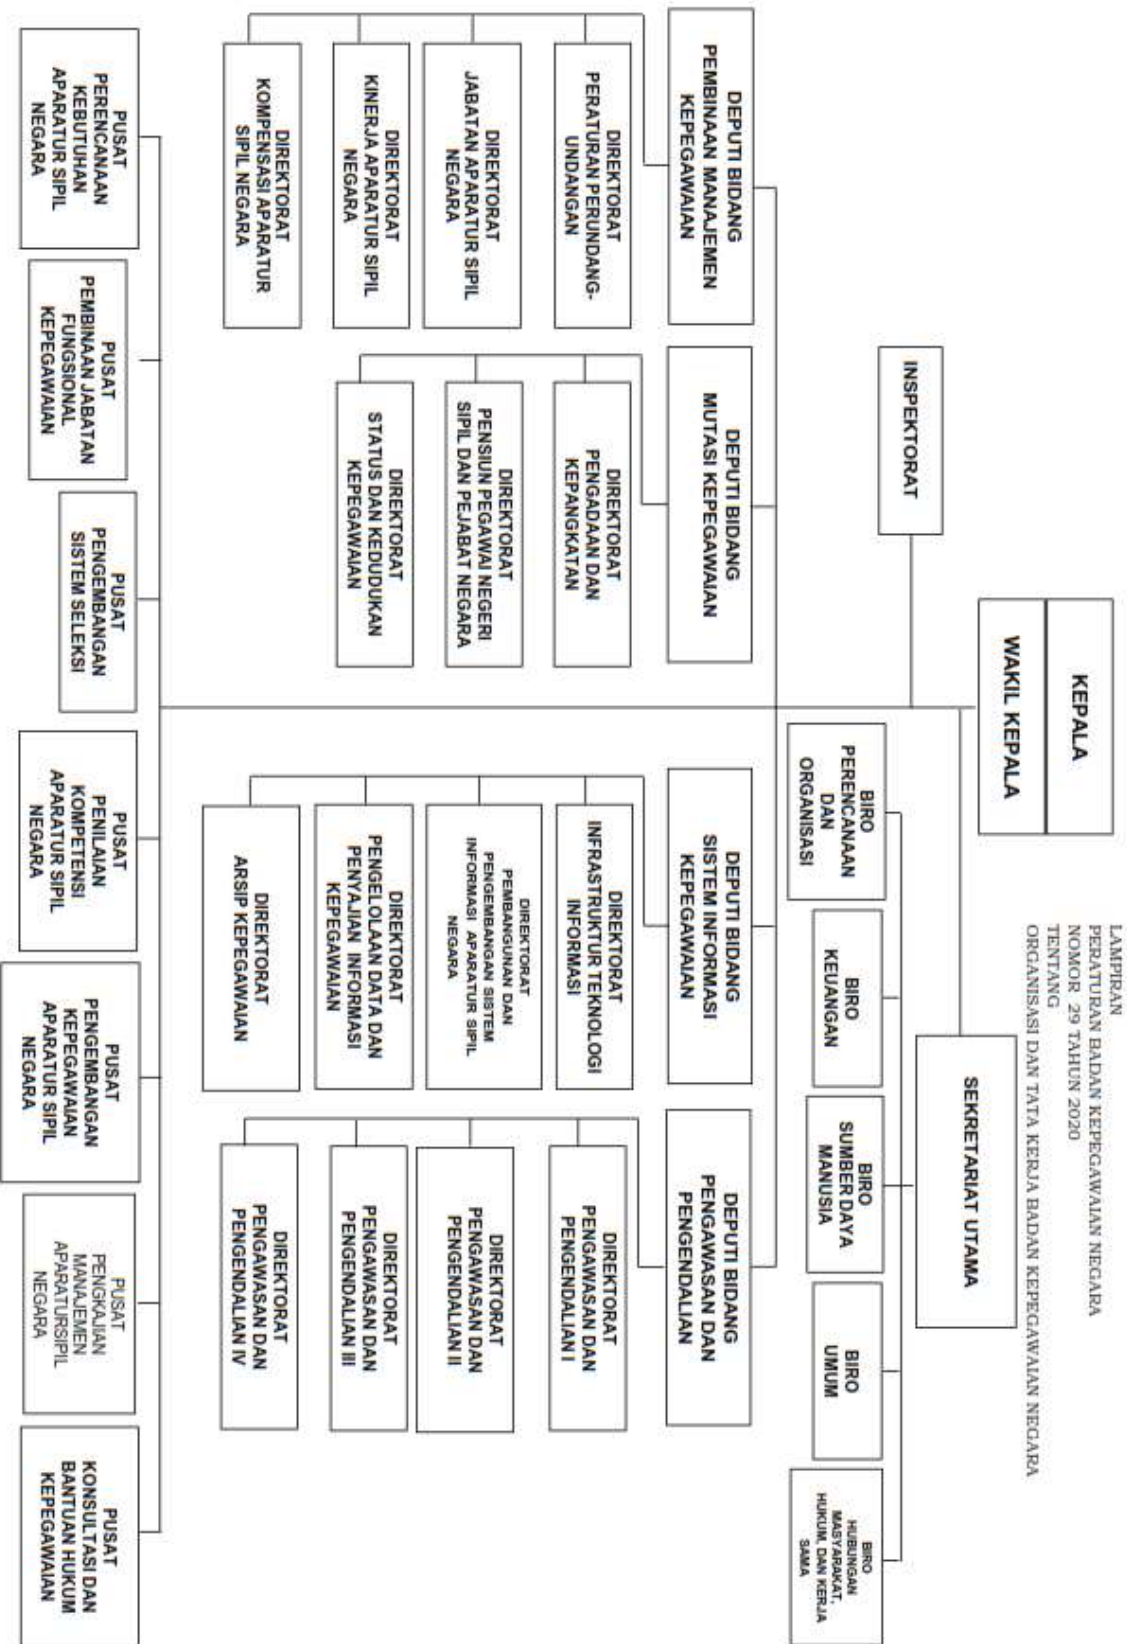 LAMPIRAN
PERATURAN BADAN KEPEGAWAIAN NEGARA
NOMOR 29 TAHUN 2020
TENTANG
ORGANISASI DAN TATA KERJA BADAN KEPEGAWAIAN NEGARA
KEPALA
WAKIL KEPALA
INSPEKTORAT
SEKRETARIAT UTAMA
BIRO
PERENCANAAN
DAN
ORGANISASI
BIRO
KEUANGAN
BIRO
SUMBER DAYA
MANUSIA
BIRO
UMUM
BIRO
HUBUNGAN
MASYARAKAT,
HUKUM, DAN KERJA
SAMA
DEPUTI BIDANG
PEMBINAAN MANAJEMEN
KEPEGAWAIAN
DIREKTORAT
PERATURAN PERUNDANG-
UNDANGAN
DIREKTORAT
JABATAN APARATUR SIPIL
NEGARA
DIREKTORAT
KINERJA APARATUR SIPIL
NEGARA
DIREKTORAT
KOMPENSASI APARATUR
SIPIL NEGARA
DEPUTI BIDANG
MUTASI KEPEGAWAIAN
DIREKTORAT
PENGADAAN DAN
KEPANGKATAN
DIREKTORAT
PENSIUN PEGAWAI NEGERI
SIPIL DAN PEJABAT NEGARA
DIREKTORAT
STATUS DAN KEDUDUKAN
KEPEGAWAIAN
DEPUTI BIDANG
SISTEM INFORMASI
KEPEGAWAIAN
DIREKTORAT
INFRASTRUKTUR TEKNOLOGI
INFORMASI
DIREKTORAT
PEMBANGUNAN DAN
PENGEMBANGAN SISTEM
INFORMASI APARATUR SIPIL
NEGARA
DIREKTORAT
PENGELOLAAN DATA DAN
PENYAJIAN INFORMASI
KEPEGAWAIAN
DIREKTORAT
ARSIP KEPEGAWAIAN
DEPUTI BIDANG
PENGAWASAN DAN
PENGENDALIAN
DIREKTORAT
PENGAWASAN DAN
PENGENDALIAN I
DIREKTORAT
PENGAWASAN DAN
PENGENDALIAN II
DIREKTORAT
PENGAWASAN DAN
PENGENDALIAN III
DIREKTORAT
PENGAWASAN DAN
PENGENDALIAN IV
PUSAT
PERENCANAAN
KEBUTUHAN
APARATUR SIPIL
NEGARA
PUSAT
PEMBINAAN JABATAN
FUNGSIONAL
KEPEGAWAIAN
PUSAT
PENGEMBANGAN
SISTEM SELEKSI
PUSAT
PENILAIAN
KOMPETENSI
APARATUR SIPIL
NEGARA
PUSAT
PENGEMBANGAN
KEPEGAWAIAN
APARATUR SIPIL
NEGARA
PUSAT
PENGKAJIAN
MANAJEMEN
APARATURSIPIL
NEGARA
PUSAT
KONSULTASI DAN
BANTUAN HUKUM
KEPEGAWAIAN